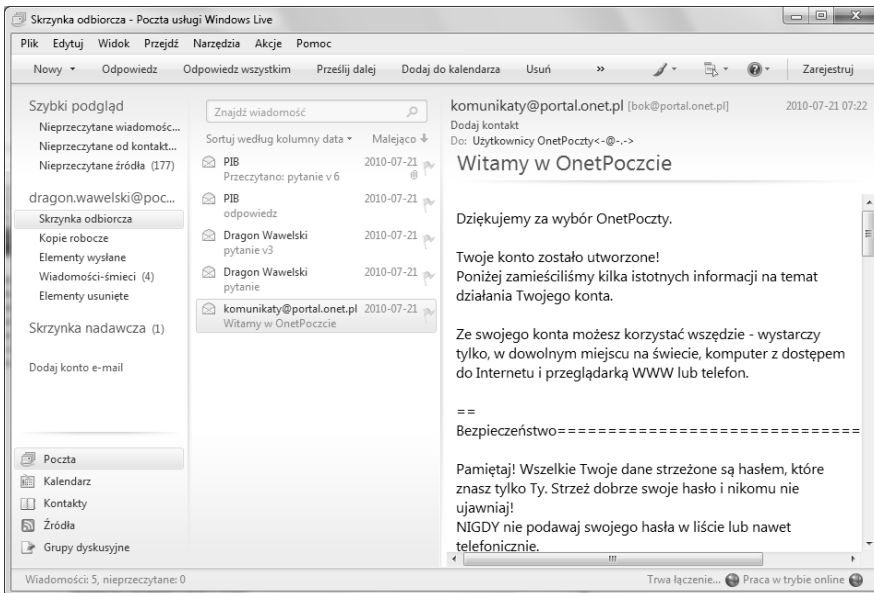 Skrzynka odbiorcza - Poczta usługi Windows Live
Plik Edytuj Widok Przejdź Narzędzia Akcje Pomoc
Nowy Odpowiedz Odpowiedz wszystkim Prześlij dalej Dodaj do kalendarza Usuń » Zarejestruj
Szybki podgląd
Nieprzeczytane wiadomośc...
Nieprzeczytane od kontakt...
Nieprzeczytane źródła (177)
dragon.wawelski@poc...
Skrzynka odbiorcza
Kopie robocze
Elementy wysłane
Wiadomości-śmieci (4)
Elementy usunięte
Skrzynka nadawcza (1)
Dodaj konto e-mail
Poczta
Kalendarz
Kontakty
Źródła
Grupy dyskusyjne
Znajdź wiadomość
Sortuj według kolumny data Malejąco
PIB 2010-07-21
Przeczytano: pytanie v 6
PIB 2010-07-21
odpowiedz
Dragon Wawelski 2010-07-21
pytanie v3
Dragon Wawelski 2010-07-21
pytanie
komunikaty@portal.onet.pl 2010-07-21
Witamy w OnetPoczcie
komunikaty@portal.onet.pl [bok@portal.onet.pl] 2010-07-21 07:22
Dodaj kontakt
Do: Użytkownicy OnetPoczty<-@-.->
Witamy w OnetPoczcie
Dziękujemy za wybór OnetPoczty.
Twoje konto zostało utworzone!
Poniżej zamieściliśmy kilka istotnych informacji na temat
działania Twojego konta.
Ze swojego konta możesz korzystać wszędzie - wystarczy
tylko, w dowolnym miejscu na świecie, komputer z dostępem
do Internetu i przeglądarką WWW lub telefon.
==
Bezpieczeństwo==============================
Pamiętaj! Wszelkie Twoje dane strzeżone są hasłem, które
znasz tylko Ty. Strzeż dobrze swoje hasło i nikomu nie
ujawniaj!
NIGDY nie podawaj swojego hasła w liście lub nawet
telefonicznie.
Wiadomości: 5, nieprzeczytane: 0 Trwa łączenie... Praca w trybie online